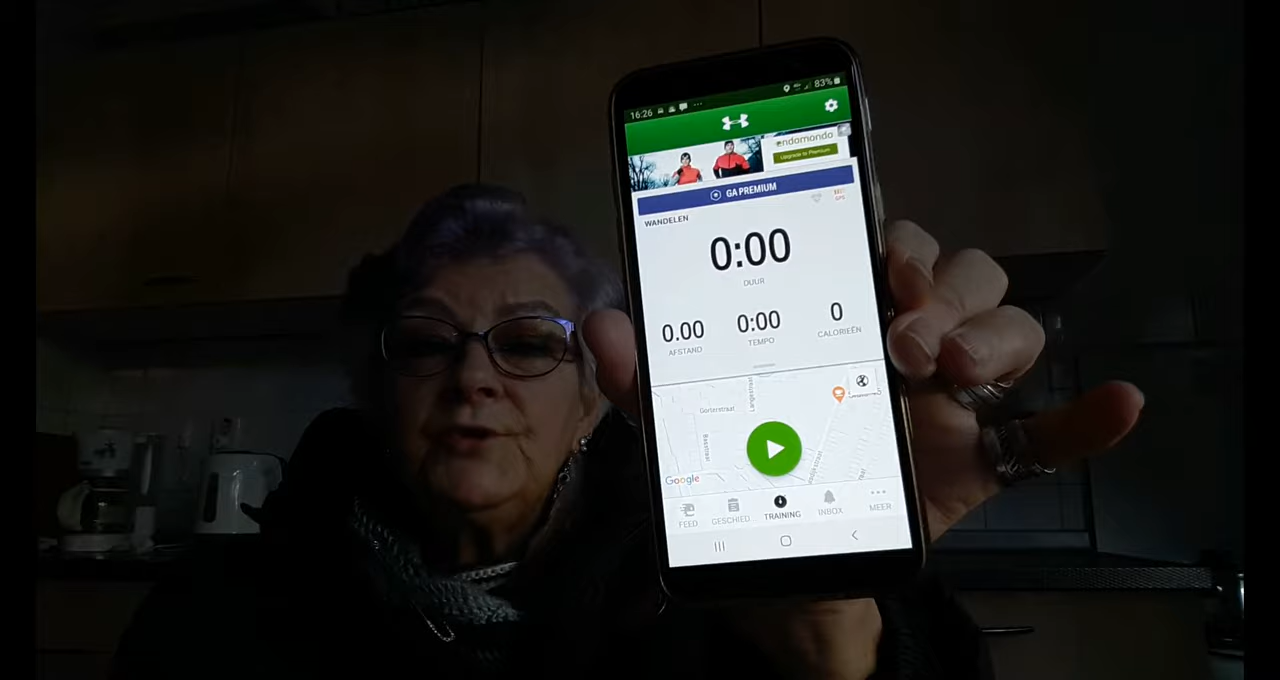 16:26 83%
endomondo
Upgrade to Premium
GA PREMIUM
WANDELEN
GPS
0:00
DUUR
0.00 0:00 0
AFSTAND TEMPO CALORIEËN
Langestraat
Gorterstraat
Google
FEED GESCHIED... TRAINING INBOX MEER